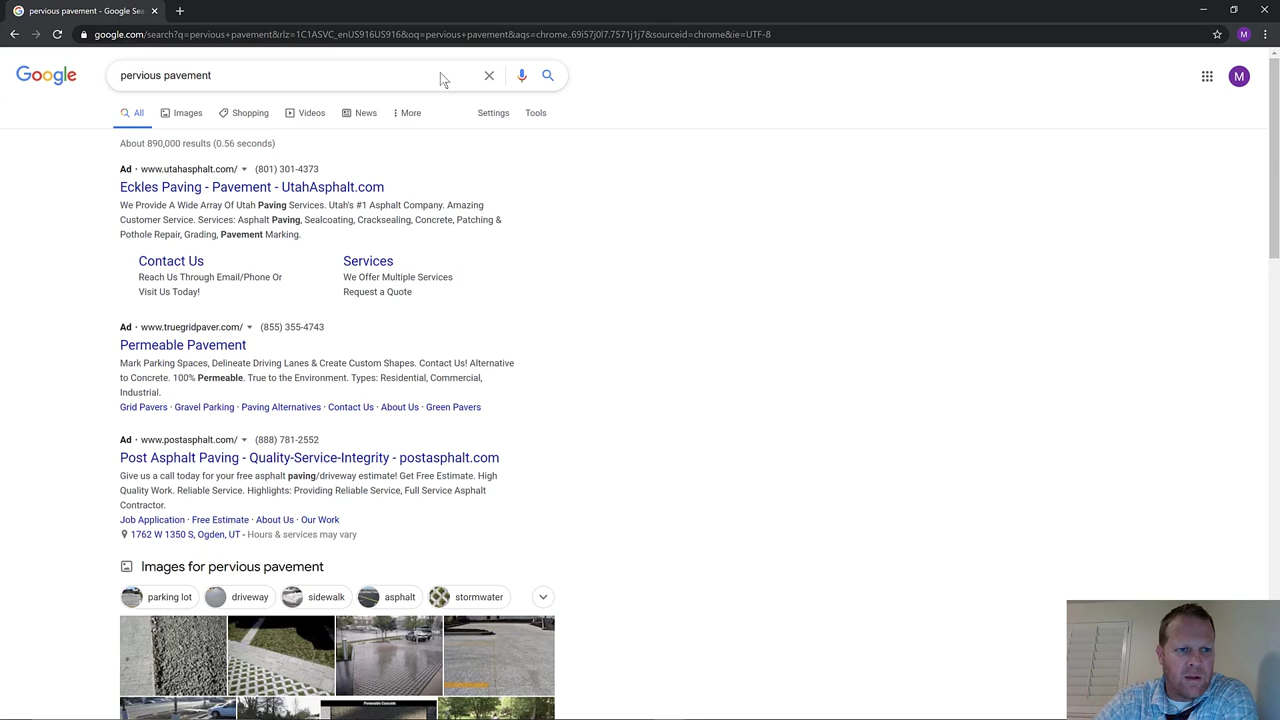 pervious pavement - Google Sea
google.com/search?q=pervious+pavement&rlz=1C1ASVC_enUS916US916&oq=pervious+pavement&aqs=chrome..69i57j0l7.7571j1j7&sourceid=chrome&ie=UTF-8
M
Google
pervious pavement
M
All
Images
Shopping
Videos
News
More
Settings
Tools
About 890,000 results (0.56 seconds)
Ad · www.utahasphalt.com/ (801) 301-4373
Eckles Paving - Pavement - UtahAsphalt.com
We Provide A Wide Array Of Utah Paving Services. Utah's #1 Asphalt Company. Amazing
Customer Service. Services: Asphalt Paving, Sealcoating, Cracksealing, Concrete, Patching &
Pothole Repair, Grading, Pavement Marking.
Contact Us
Reach Us Through Email/Phone Or
Visit Us Today!
Services
We Offer Multiple Services
Request a Quote
Ad · www.truegridpaver.com/ (855) 355-4743
Permeable Pavement
Mark Parking Spaces, Delineate Driving Lanes & Create Custom Shapes. Contact Us! Alternative
to Concrete. 100% Permeable. True to the Environment. Types: Residential, Commercial,
Industrial.
Grid Pavers · Gravel Parking · Paving Alternatives · Contact Us · About Us · Green Pavers
Ad · www.postasphalt.com/ (888) 781-2552
Post Asphalt Paving - Quality-Service-Integrity - postasphalt.com
Give us a call today for your free asphalt paving/driveway estimate! Get Free Estimate. High
Quality Work. Reliable Service. Highlights: Providing Reliable Service, Full Service Asphalt
Contractor.
Job Application · Free Estimate · About Us · Our Work
1762 W 1350 S, Ogden, UT - Hours & services may vary
Images for pervious pavement
parking lot
driveway
sidewalk
asphalt
stormwater
Permeable Concrete